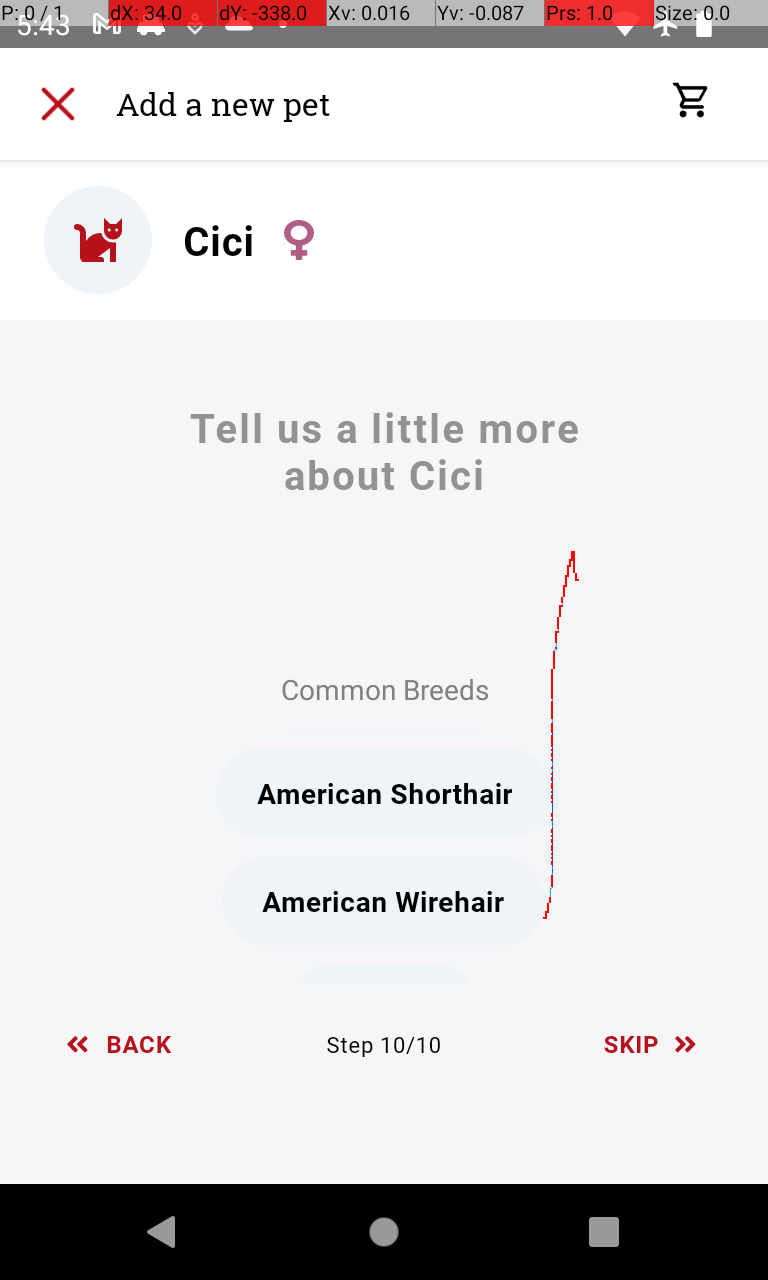 P: 0 / 1 dX: 34.0 dY: -338.0 Xv: 0.016 Yv: -0.087 Prs: 1.0 Size: 0.0
5:43
Add a new pet
Cici
Tell us a little more
about Cici
Common Breeds
American Shorthair
American Wirehair
BACK Step 10/10 SKIP